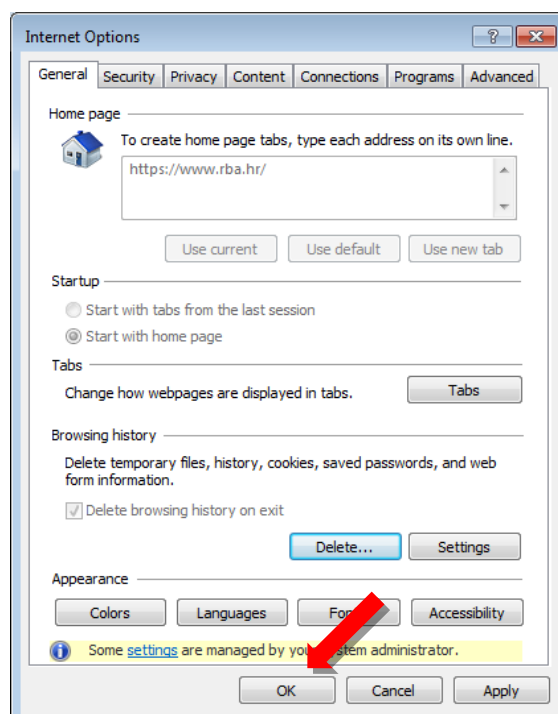 Internet Options
General Security Privacy Content Connections Programs Advanced
Home page
To create home page tabs, type each address on its own line.
https://www.rba.hr/
Use current Use default Use new tab
Startup
Start with tabs from the last session
Start with home page
Tabs
Change how webpages are displayed in tabs. Tabs
Browsing history
Delete temporary files, history, cookies, saved passwords, and web
form information.
Delete browsing history on exit
Delete... Settings
Appearance
Colors Languages Accessibility
Some settings are managed by administrator.
OK Cancel Apply